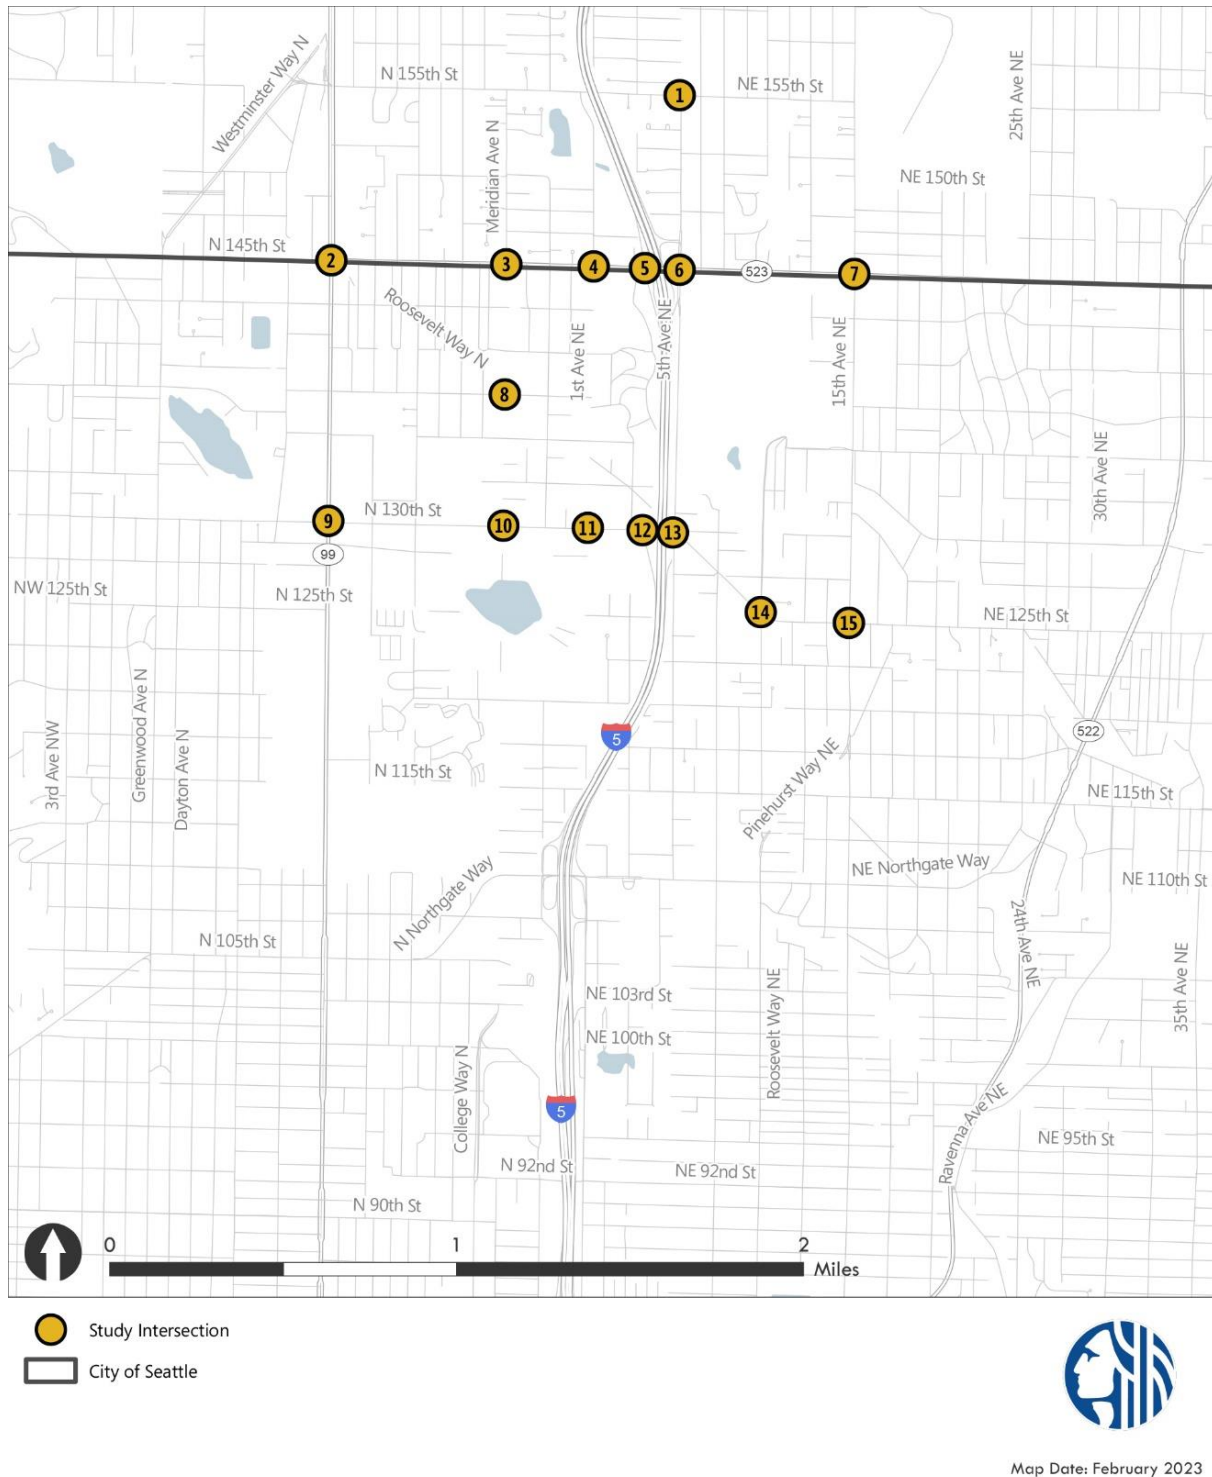 Westminster Way N
N 155th St
Meridian Ave N
1
NE 155th St
25th Ave NE
NE 150th St
N 145th St
2
3
4
5
6
523
7
Roosevelt Way N
1st Ave NE
5th Ave NE
15th Ave NE
8
30th Ave NE
9
N 130th St
10
11
12
13
99
NW 125th St
N 125th St
14
15
NE 125th St
3rd Ave NW
Greenwood Ave N
Dayton Ave N
5
522
N 115th St
Pinehurst Way NE
NE 115th St
N Northgate Way
NE Northgate Way
NE 110th St
N 105th St
24th Ave NE
35th Ave NE
NE 103rd St
NE 100th St
Roosevelt Way NE
College Way N
5
Ravenna Ave NE
NE 95th St
N 92nd St
NE 92nd St
N 90th St
0 1 2
Miles
Study Intersection
City of Seattle
Map Date: February 2023